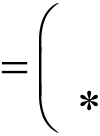 = ( *